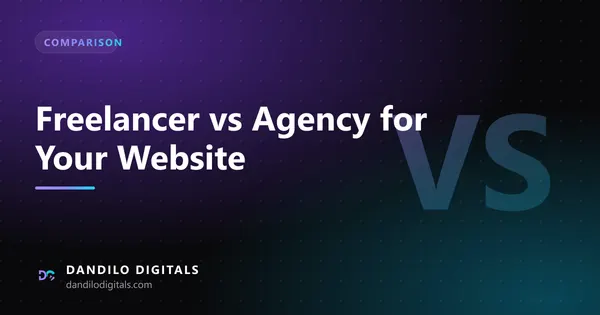 COMPARISON
Freelancer vs Agency for
Your Website
VS
DANDILO DIGITALS
dandilodigitals.com